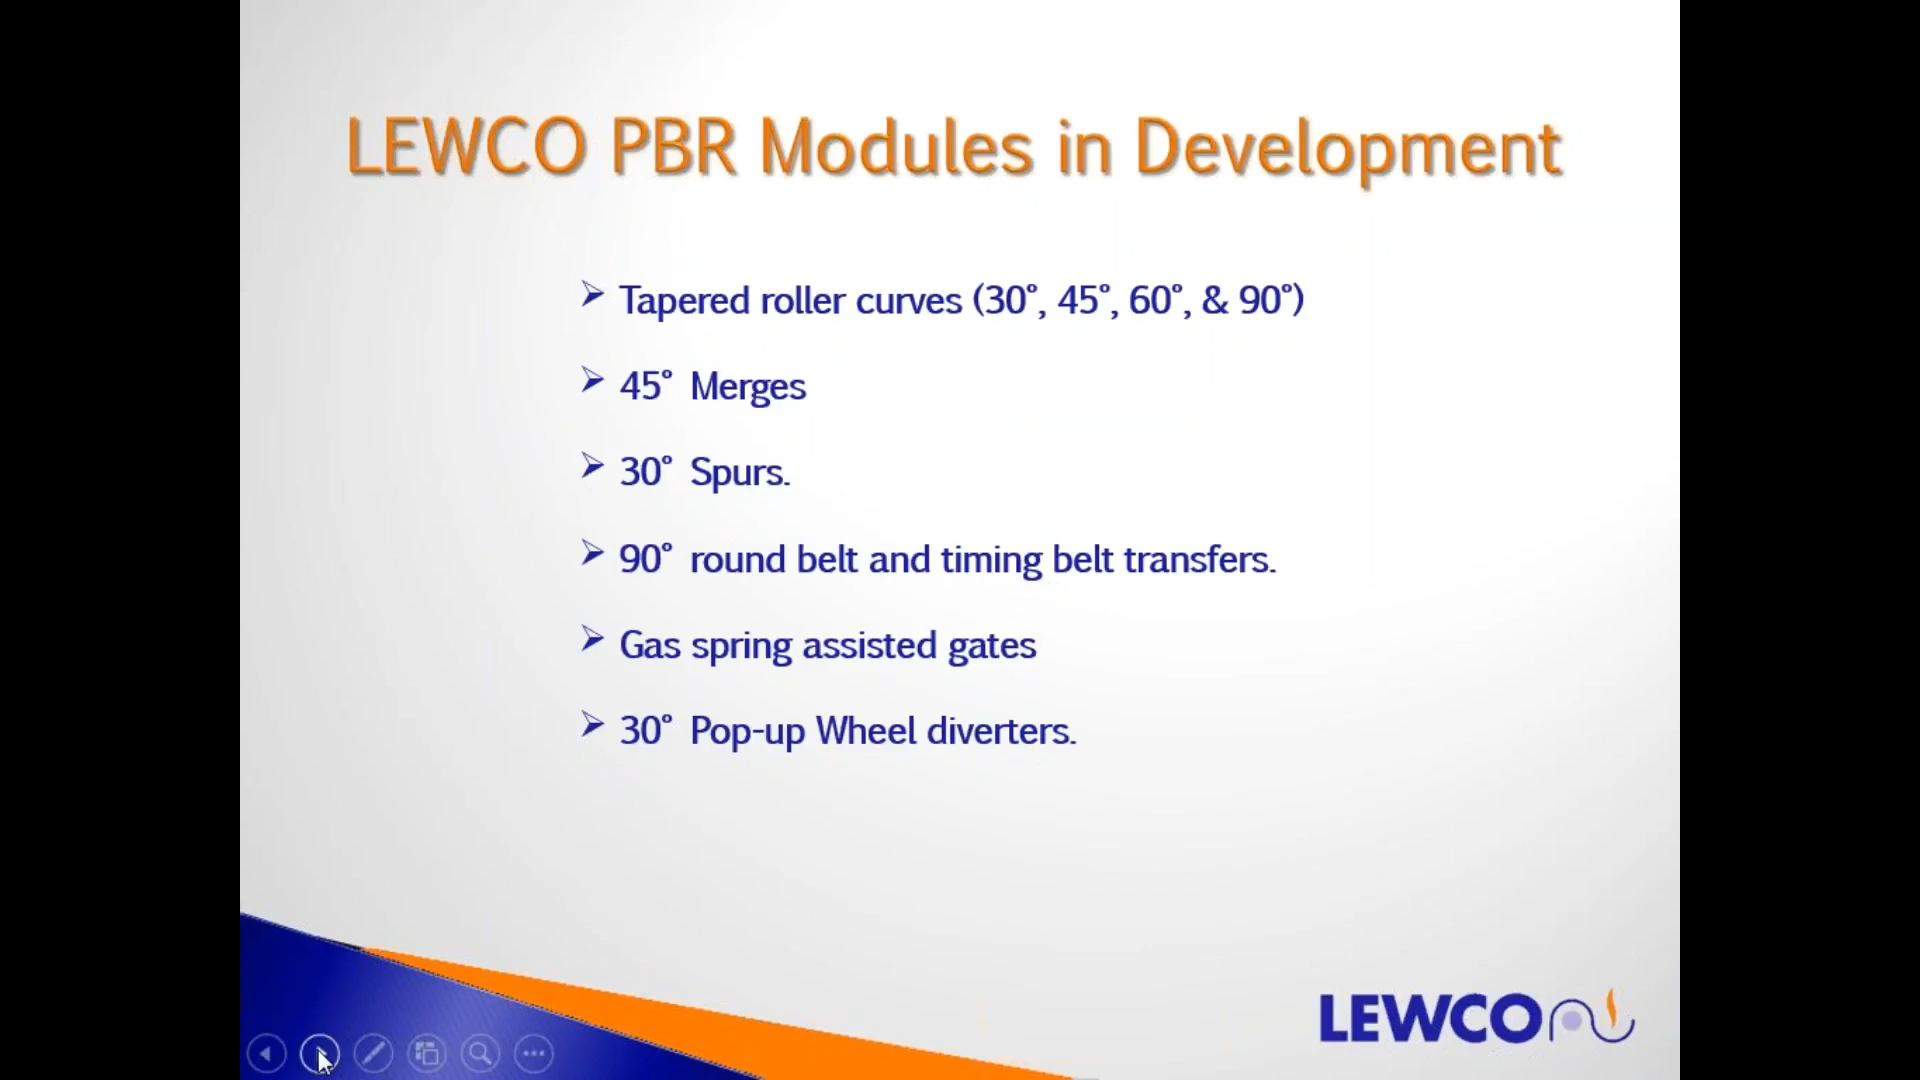 LEWCO PBR Modules in Development
Tapered roller curves (30°, 45°, 60°, & 90°)
45° Merges
30° Spurs.
90° round belt and timing belt transfers.
Gas spring assisted gates
30° Pop-up Wheel diverters.
LEWCO